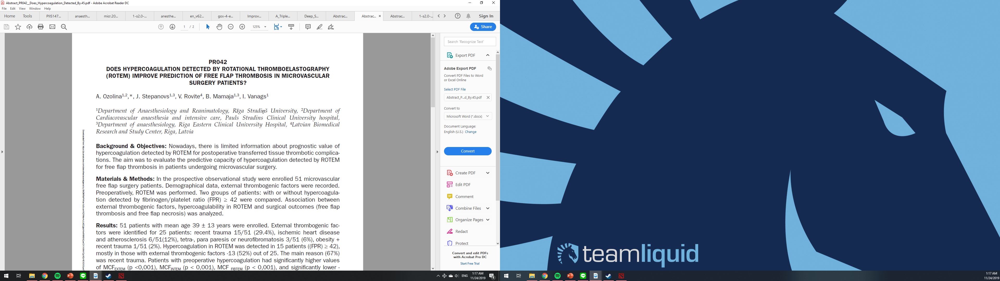 Abstract_PR042__Does_Hypercoagulation_Detected_By.45.pdf - Adobe Acrobat Reader DC
File Edit View Window Help
Home Tools PIIS147... anaesth... micr.20... 1-s2.0-... anesthe... en_v62... gox-4-e... Improv... A_Triple... Deep_S... Abstrac... Abstrac... Abstrac... 1-s2.0-... Sign In
1 / 2 125% Share
PR042
DOES HYPERCOAGULATION DETECTED BY ROTATIONAL THROMBOELASTOGRAPHY
(ROTEM) IMPROVE PREDICTION OF FREE FLAP THROMBOSIS IN MICROVASCULAR
SURGERY PATIENTS?
A. Ozolina1,2,*, J. Stepanovs1,3, V. Rovite4, B. Mamaja1,3, I. Vanags1
1Department of Anaesthesiology and Reanimatology, Rīga Stradiņš University, 2Department of
Cardiacovascular anaesthesia and intensive care, Pauls Stradins Clinical University hospital,
3Department of anaesthesiology, Riga Eastern Clinical University Hospital, 4Latvian Biomedical
Research and Study Center, Riga, Latvia
Background & Objectives: Nowadays, there is limited information about prognostic value of
hypercoagulation detected by ROTEM for postoperative transferred tissue thrombotic complica-
tions. The aim was to evaluate the predictive capacity of hypercoagulation detected by ROTEM
for free flap thrombosis in patients undergoing microvascular surgery.
Materials & Methods: In the prospective observational study were enrolled 51 microvascular
free flap surgery patients. Demographical data, external thrombogenic factors were recorded.
Preoperatively, ROTEM was performed. Two groups of patients: with or without hypercoagula-
tion detected by fibrinogen/platelet ratio (FPR) ≥ 42 were compared. Association between
external thrombogenic factors, hypercoagulability in ROTEM and surgical outcomes (free flap
thrombosis and free flap necrosis) was analyzed.
Results: 51 patients with mean age 39 ± 13 years were enrolled. External thrombogenic fac-
tors were identified for 25 patients: recent trauma 15/51 (29.4%), ischemic heart disease
and atherosclerosis 6/51(12%), tetra-, para paresis or neurofibromatosis 3/51 (6%), obesity +
recent trauma 1/51 (2%). Hypercoagulation in ROTEM was detected in 15 patients ((FPR) ≥ 42),
mostly in those with external thrombogenic factors -13 (52%) out of 25. The main reason (67%)
was recent trauma. Patients with preoperative hypercoagulation had significantly higher values
of MCFEXTEM (p <0,001), MCFINTEM (p < 0,001), MCF FIBTEM (p < 0,001), and significantly lower -
Search 'Recognize Text'
Export PDF
Adobe Export PDF
Convert PDF Files to Word
or Excel Online
Select PDF File
Abstract_P...d_By.45.pdf
Convert to
Microsoft Word (*.docx)
Document Language:
English (U.S.) Change
Convert
Create PDF
Edit PDF
Comment
Combine Files
Organize Pages
Redact
Protect
Convert and edit PDFs
with Acrobat Pro DC
Start Free Trial
teamliquid
ENG
1:17 AM
11/24/2019
4
1:17 AM
11/24/2019